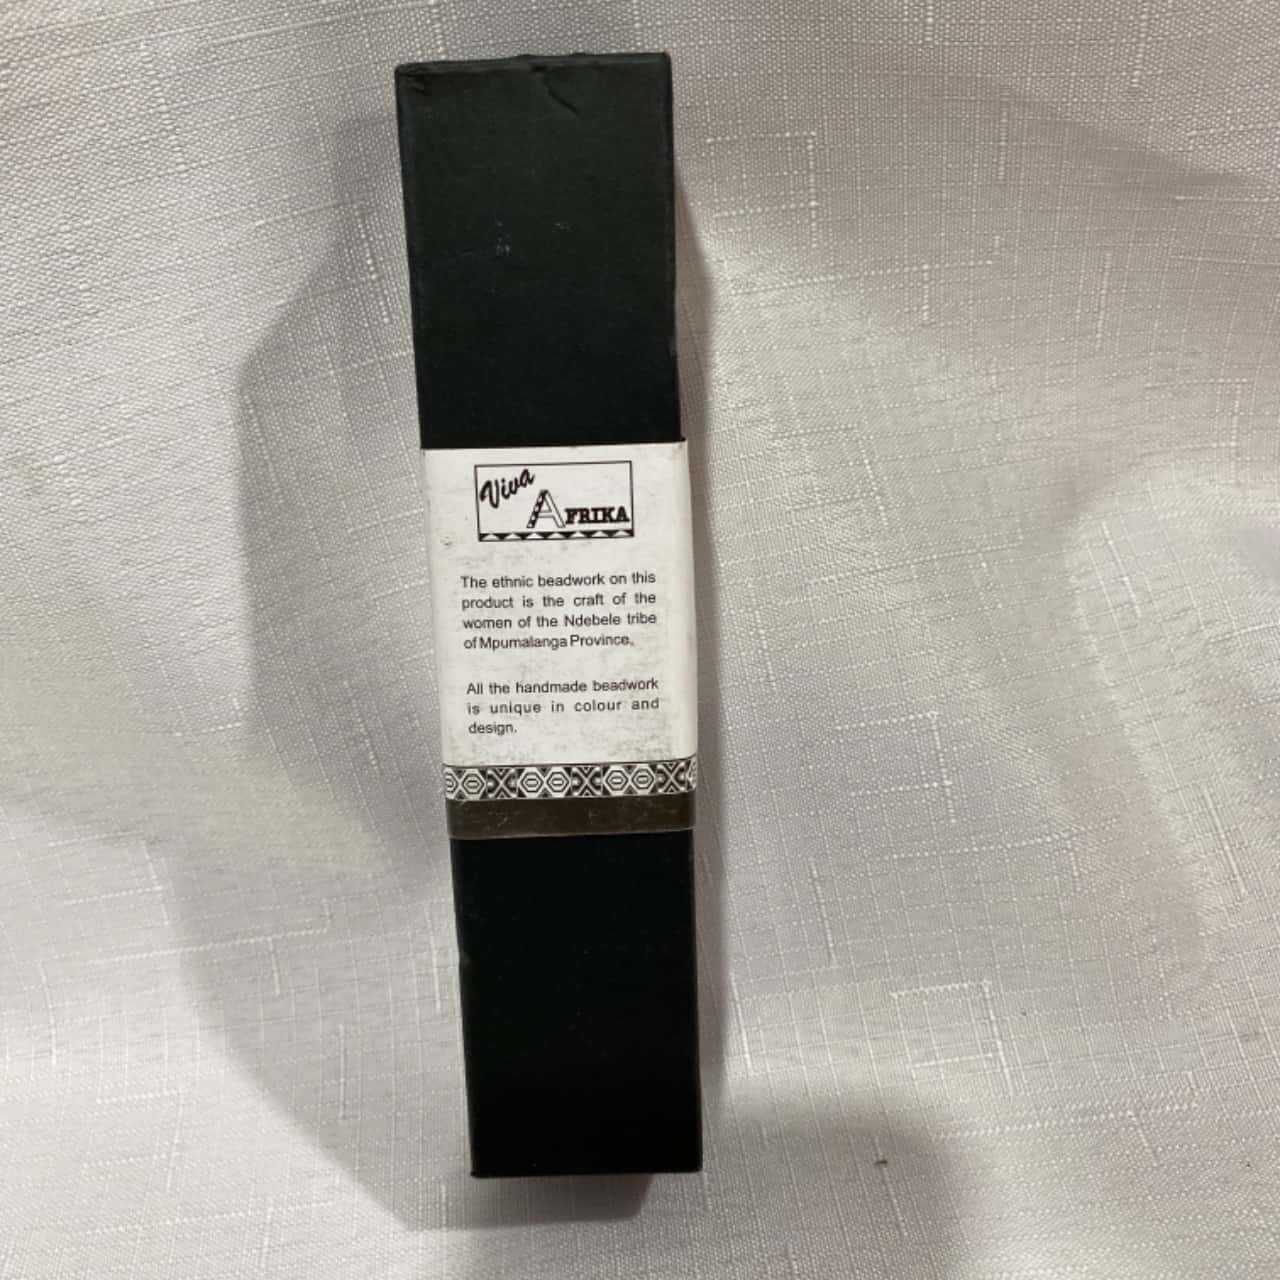 Viva
AFRIKA
The ethnic beadwork on this
product is the craft of the
women of the Ndebele tribe
of Mpumalanga Province.
All the handmade beadwork
is unique in colour and
design.